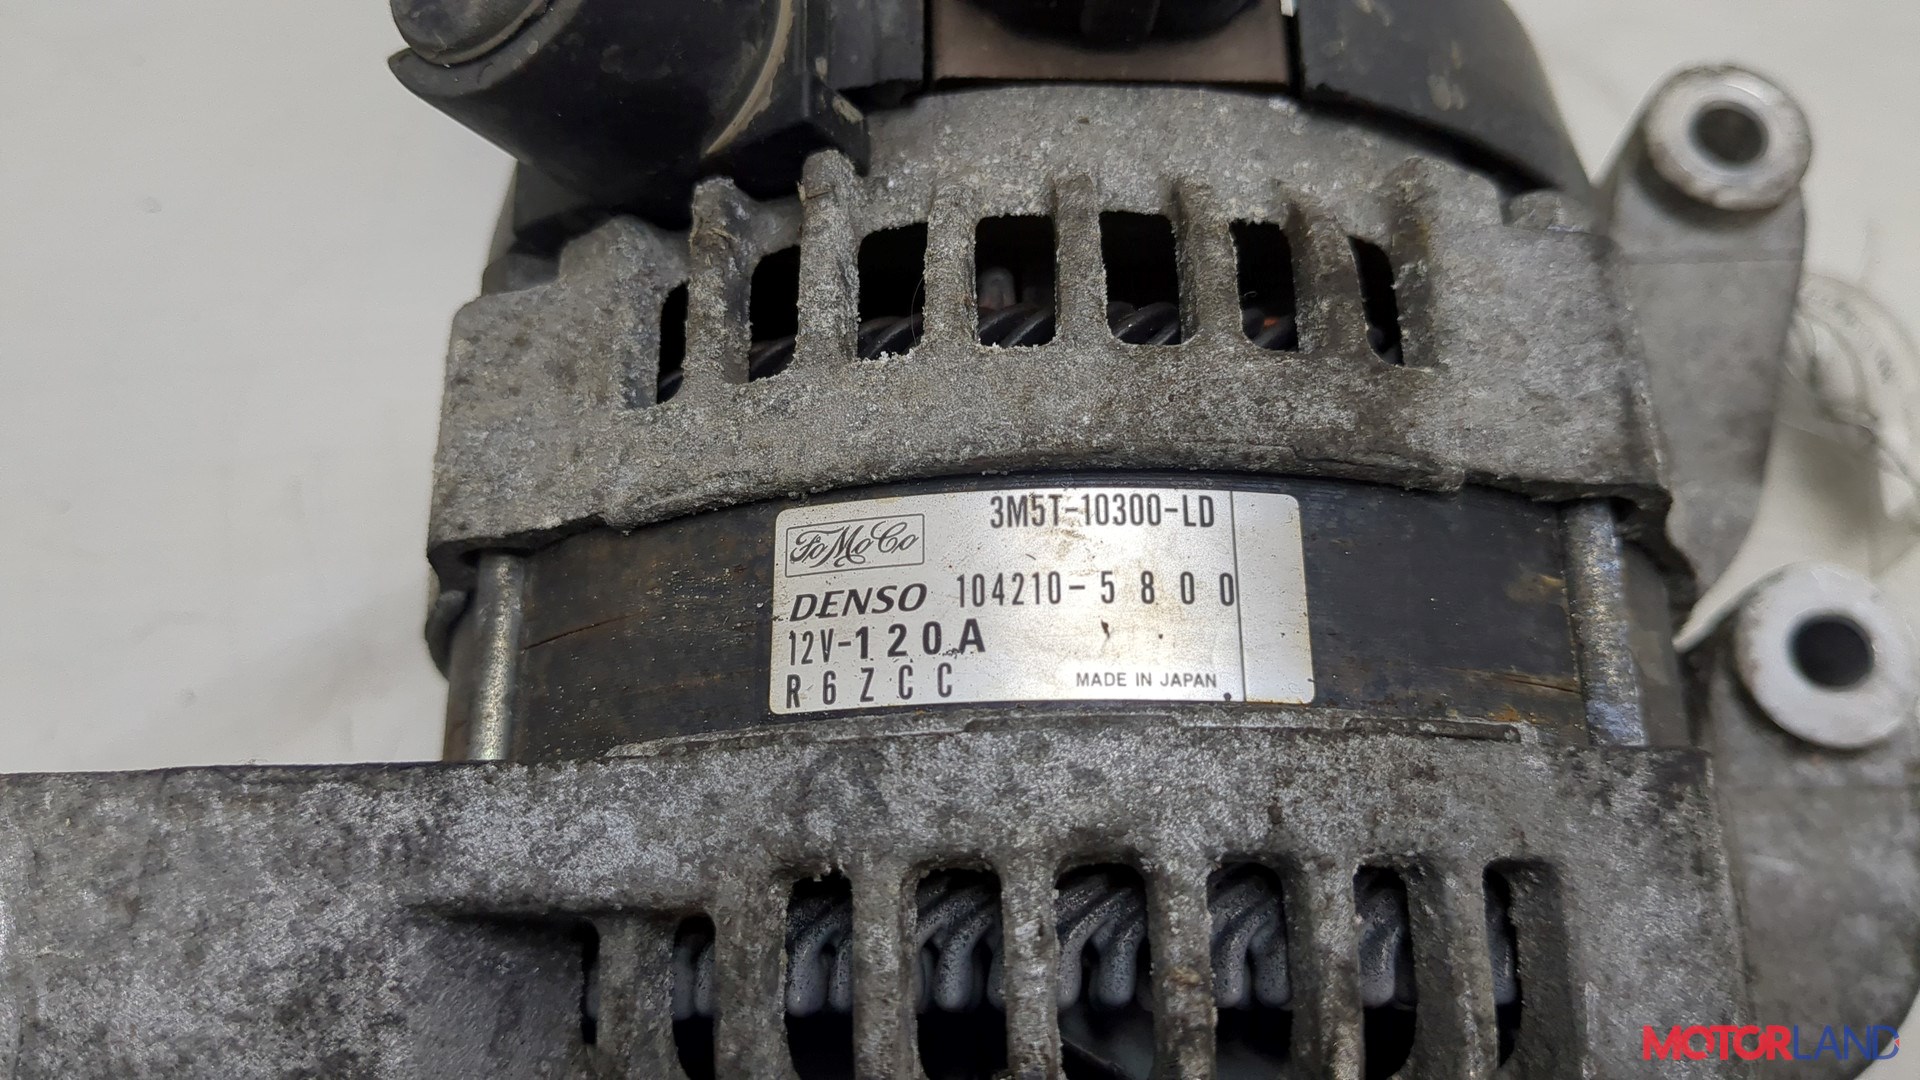 3M5T-10300-LD
FoMoCo
DENSO 104210-5800
12V-120A
R6ZCC MADE IN JAPAN
MOTORLAND